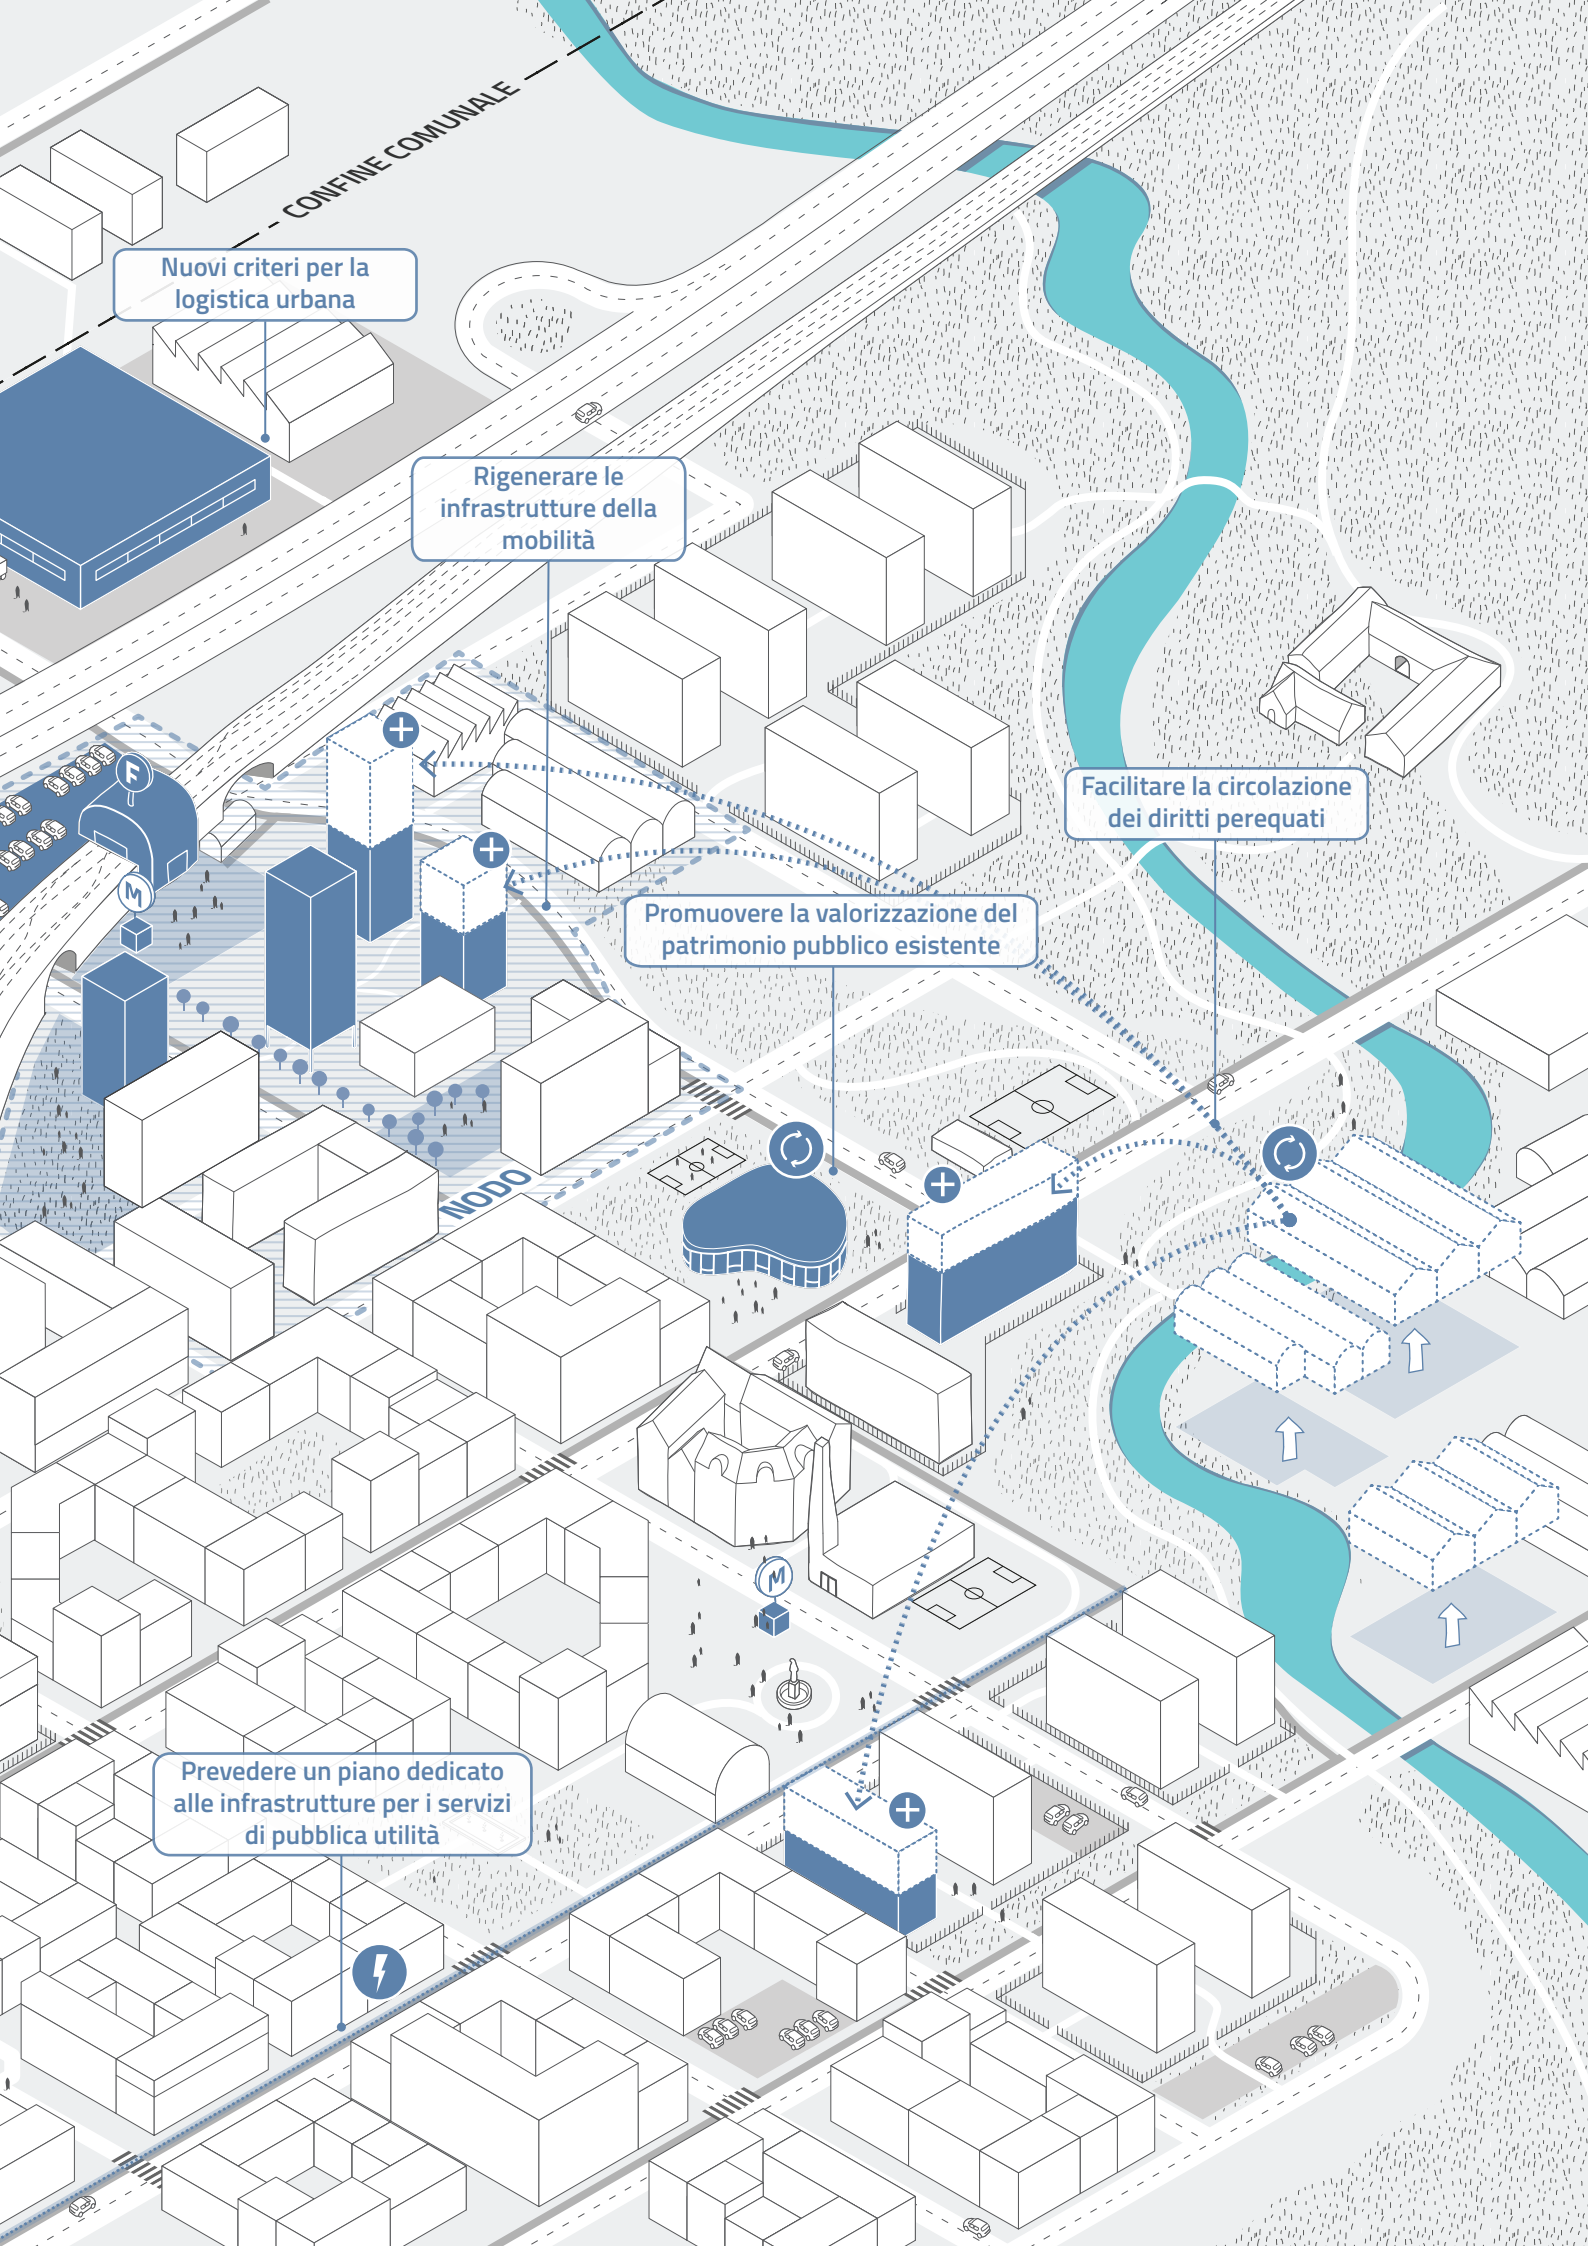 CONFINE COMUNALE
Nuovi criteri per la
logistica urbana
Rigenerare le
infrastrutture della
mobilità
F
M
Facilitare la circolazione
dei diritti perequati
Promuovere la valorizzazione del
patrimonio pubblico esistente
NODO
M
Prevedere un piano dedicato
alle infrastrutture per i servizi
di pubblica utilità